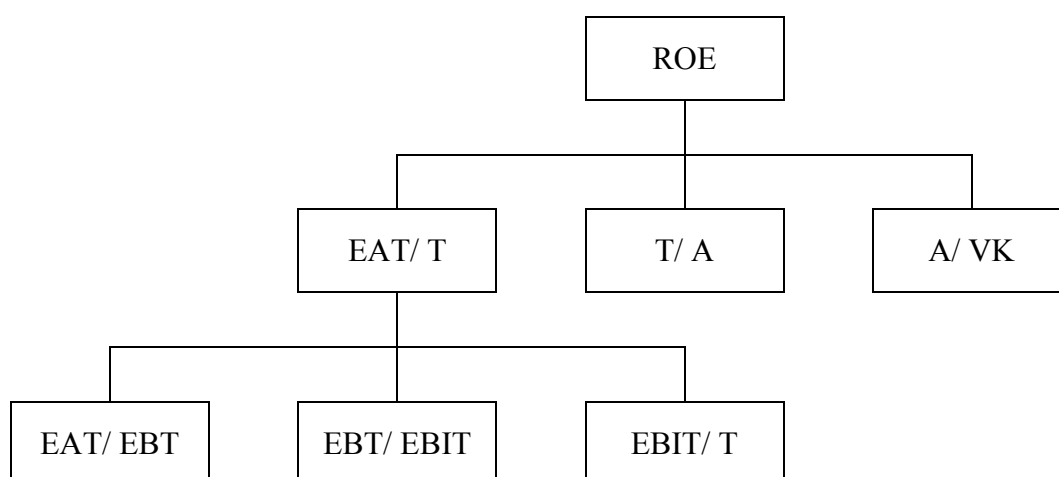 ROE
EAT/ T
T/ A
A/ VK
EAT/ EBT
EBT/ EBIT
EBIT/ T